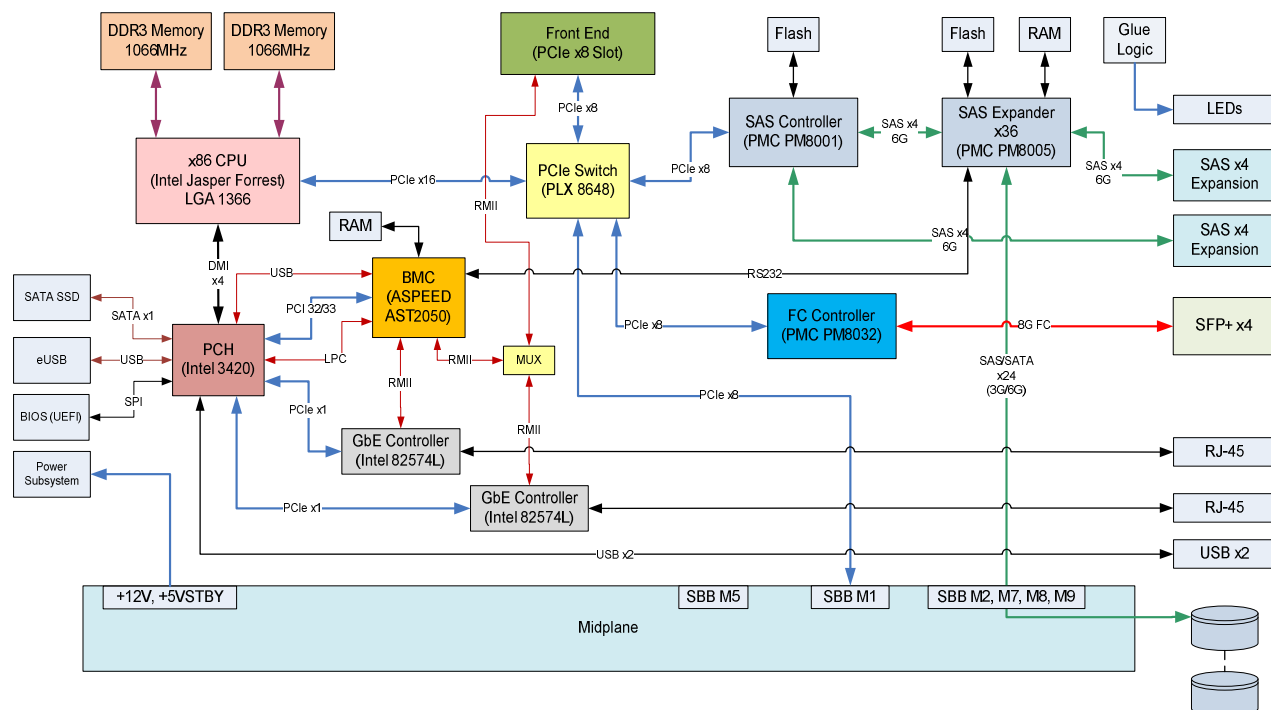 DDR3 Memory
1066MHz
DDR3 Memory
1066MHz
Front End
(PCIe x8 Slot)
Flash
Flash
RAM
Glue
Logic
LEDs
PCIe x8
SAS Controller
(PMC PM8001)
SAS x4
6G
SAS Expander
x36
(PMC PM8005)
x86 CPU
(Intel Jasper Forrest)
LGA 1366
PCIe x16
PCIe Switch
(PLX 8648)
PCIe x8
SAS x4
6G
SAS x4
Expansion
RMII
RAM
SAS x4
6G
SAS x4
Expansion
DMI
x4
USB
BMC
(ASPEED
AST2050)
RS232
SATA SSD
SATA x1
PCI 32/33
PCH
(Intel 3420)
FC Controller
(PMC PM8032)
PCIe x8
8G FC
SFP+ x4
eUSB
USB
LPC
RMII
MUX
SAS/SATA
x24
(3G/6G)
RMII
SPI
BIOS (UEFI)
PCIe x1
PCIe x8
RMII
GbE Controller
(Intel 82574L)
RJ-45
Power
Subsystem
GbE Controller
(Intel 82574L)
PCIe x1
RJ-45
USB x2
USB x2
+12V, +5VSTBY
SBB M5
SBB M1
SBB M2, M7, M8, M9
Midplane